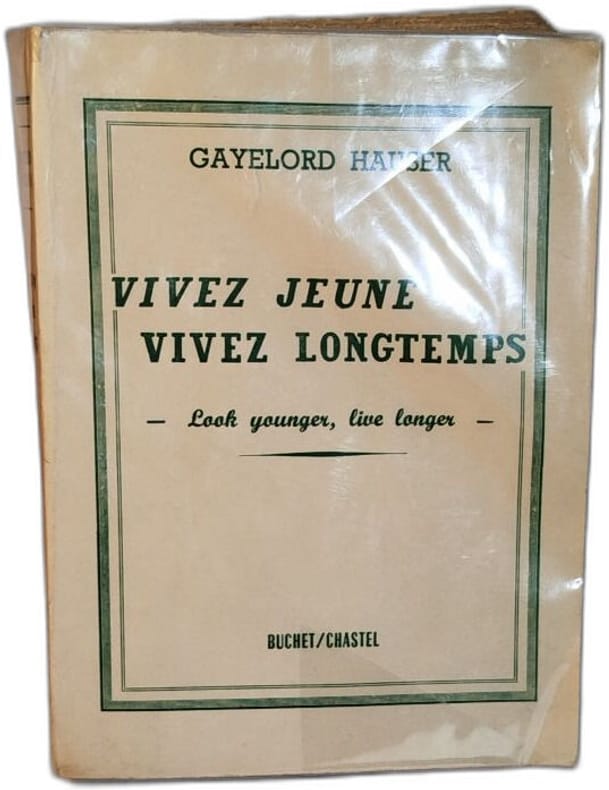 GAYELORD HAUSER
VIVEZ JEUNE
VIVEZ LONGTEMPS
— Look younger, live longer —
BUCHET/CHASTEL